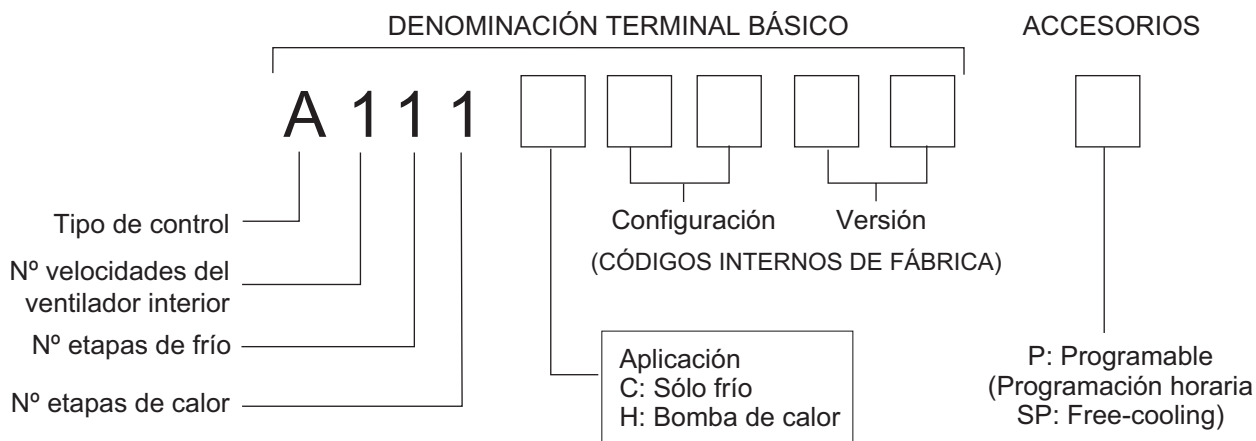 DENOMINACIÓN TERMINAL BÁSICO
ACCESORIOS
A 1 1 1
Tipo de control
Nº velocidades del
ventilador interior
Nº etapas de frío
Nº etapas de calor
Configuración
Versión
(CÓDIGOS INTERNOS DE FÁBRICA)
Aplicación
C: Sólo frío
H: Bomba de calor
P: Programable
(Programación horaria
SP: Free-cooling)